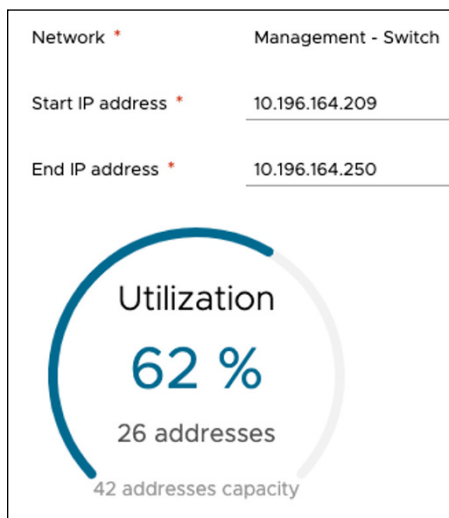 Network * Management - Switch
Start IP address * 10.196.164.209
End IP address * 10.196.164.250
Utilization
62 %
26 addresses
42 addresses capacity